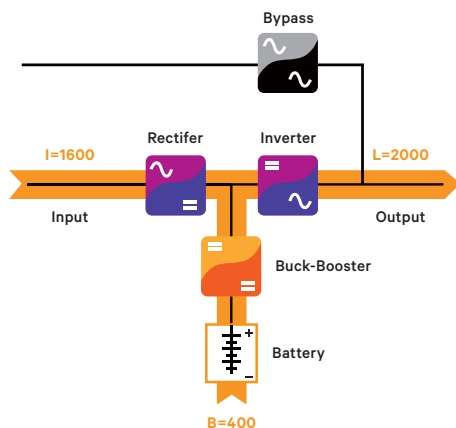 Bypass
Rectifer
Inverter
I=1600
L=2000
Input
Output
Buck-Booster
Battery
B=400